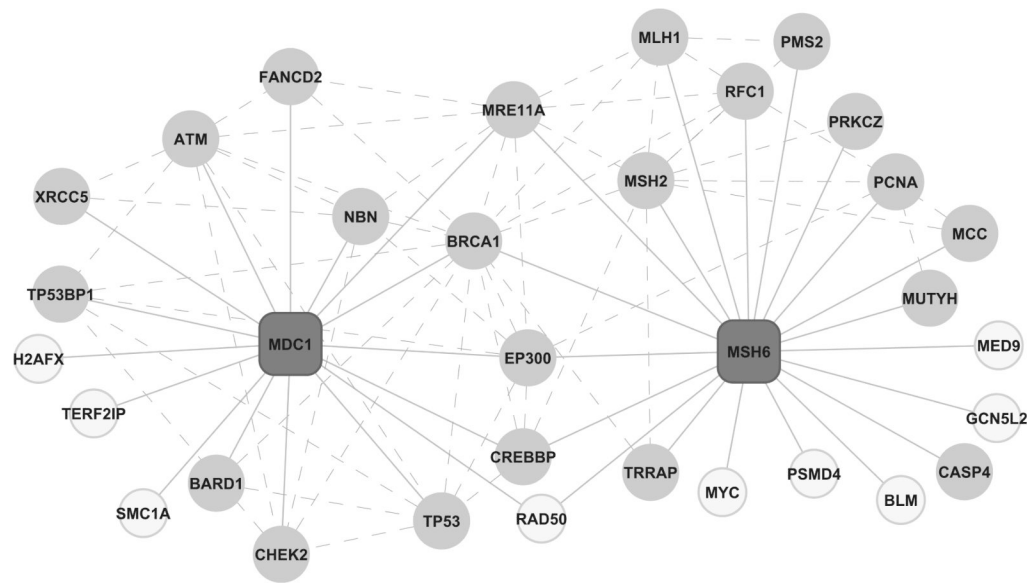 MLH1
PMS2
FANCD2
RFC1
MRE11A
PRKCZ
ATM
MSH2
PCNA
XRCC5
NBN
BRCA1
MCC
TP53BP1
MUTYH
MDC1
MSH6
MED9
H2AFX
EP300
TERF2IP
GCN5L2
CREBBP
TRRAP
CASP4
BARD1
PSMD4
MYC
BLM
SMC1A
TP53
RAD50
CHEK2